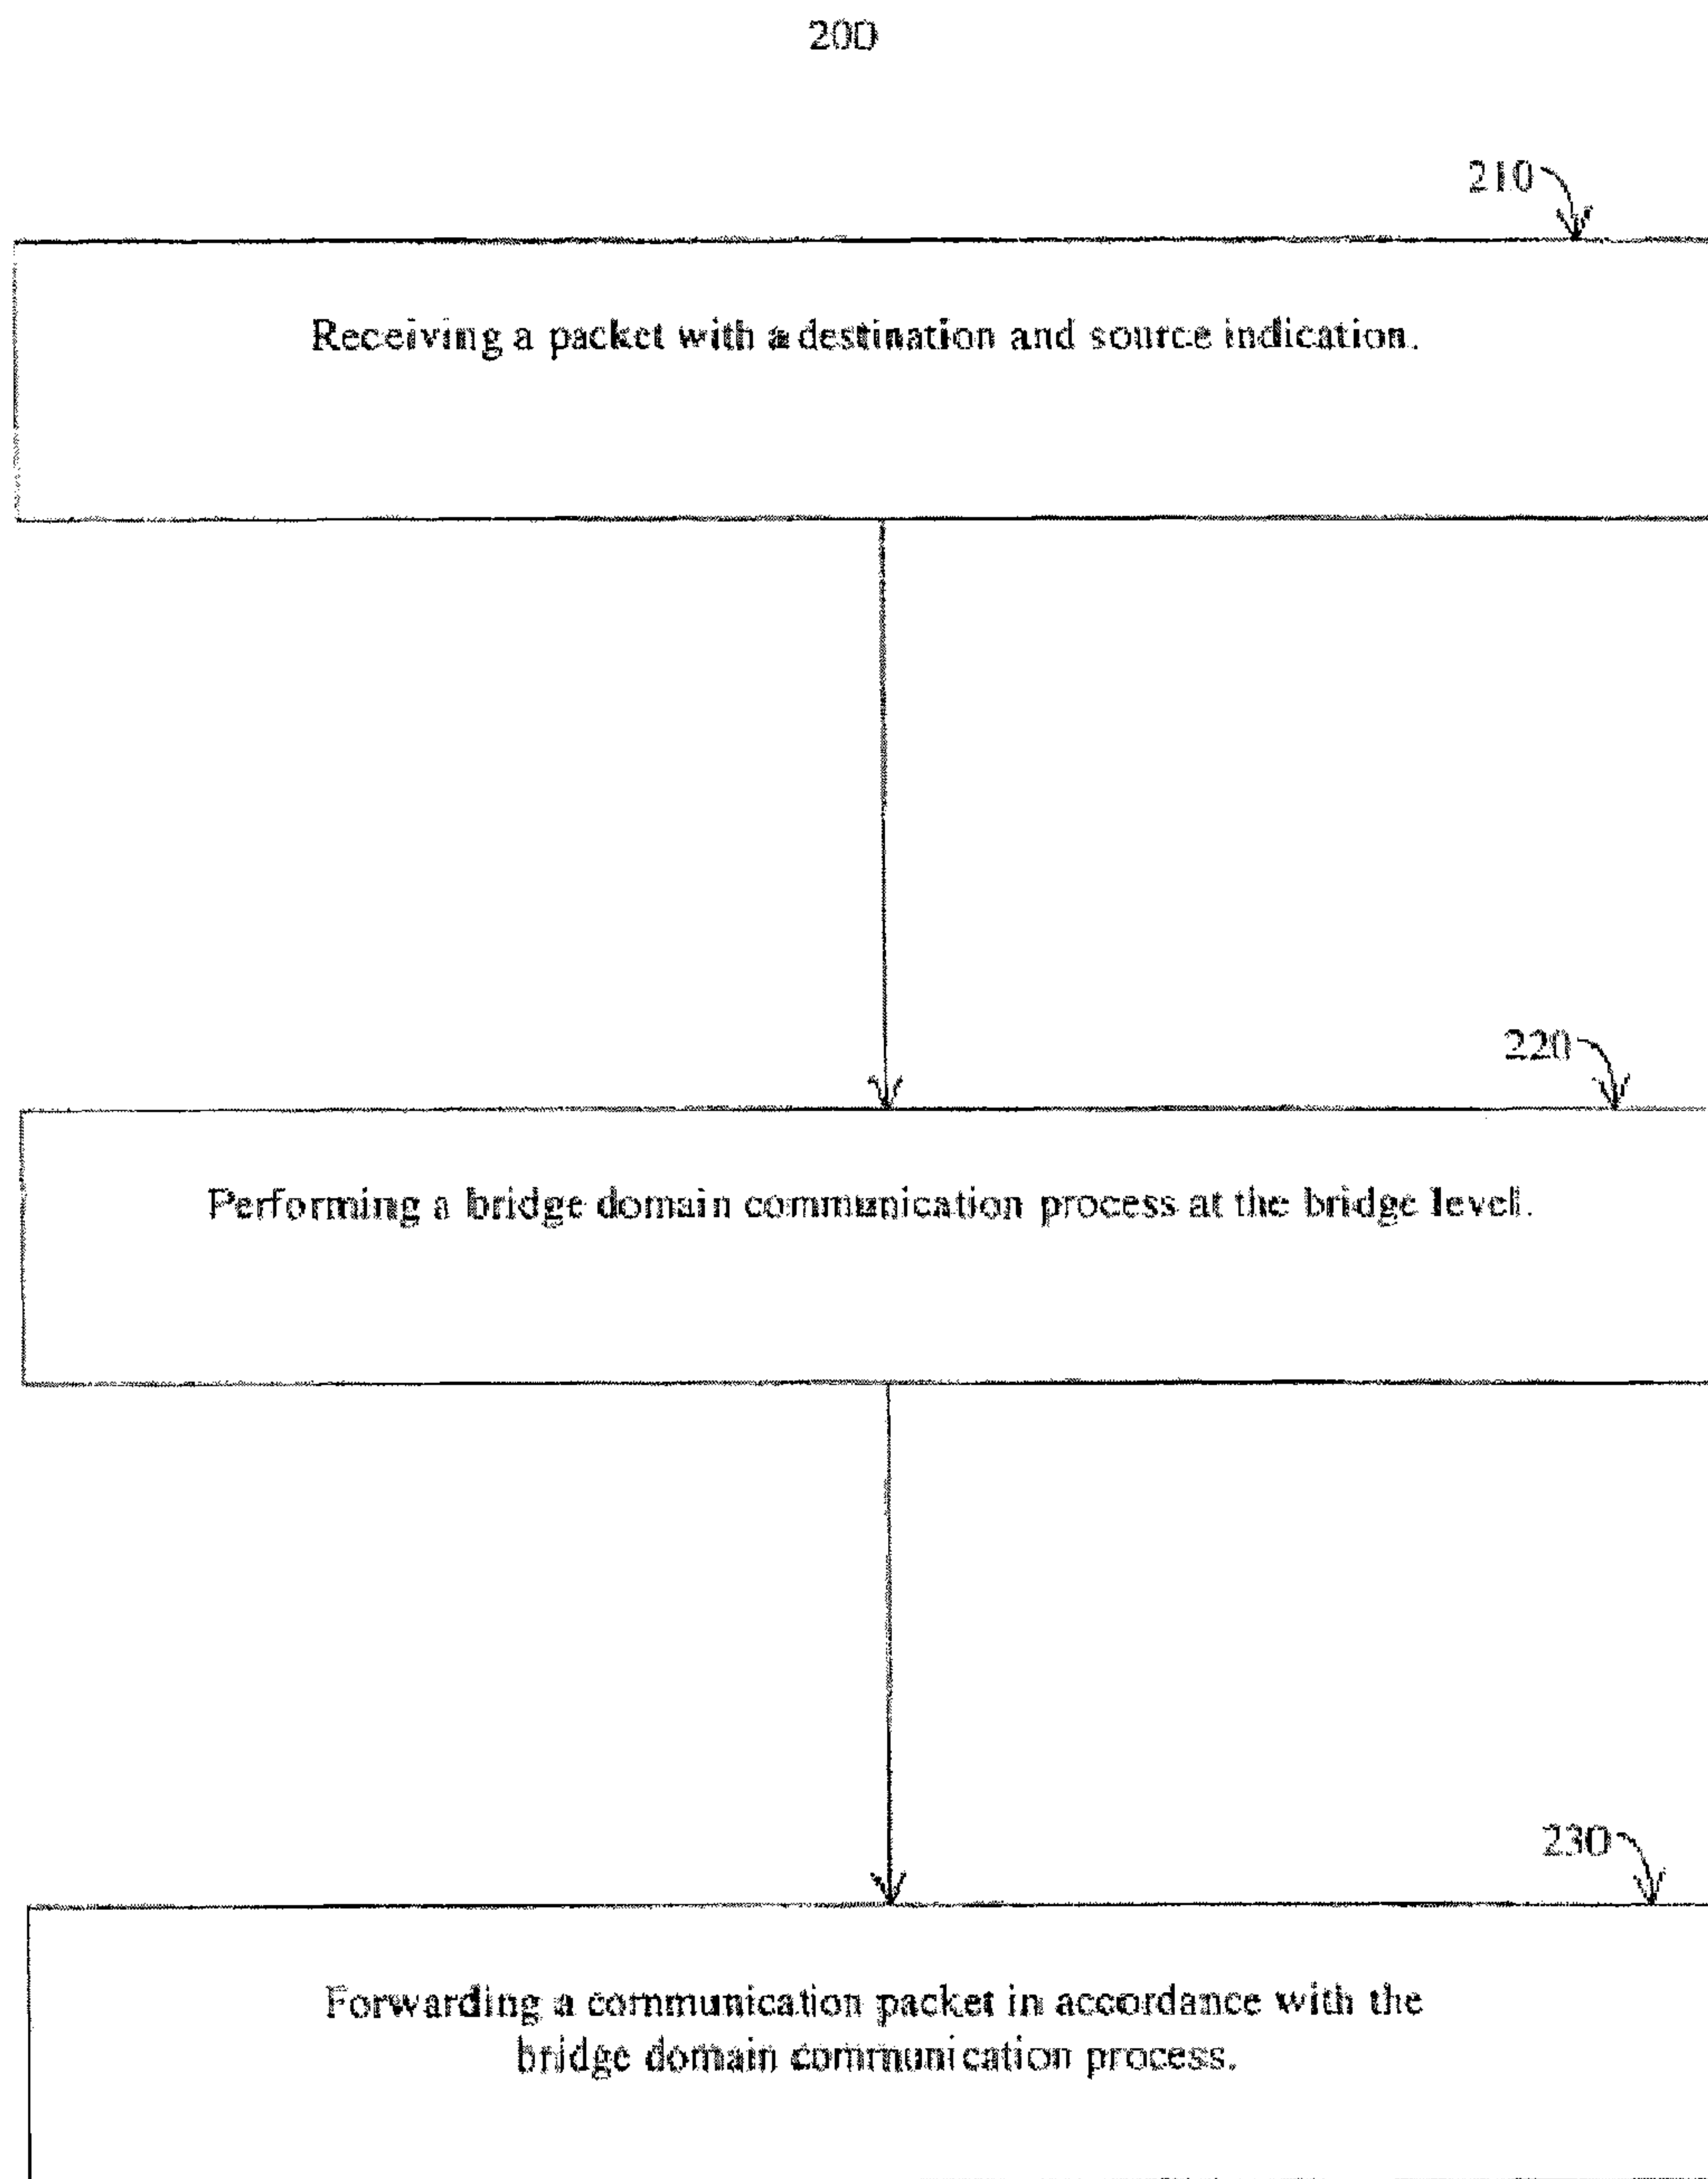 200
210
Receiving a packet with a destination and source indication.
220
Performing a bridge domain communication process at the bridge level.
230
Forwarding a communication packet in accordance with the
bridge domain communication process.